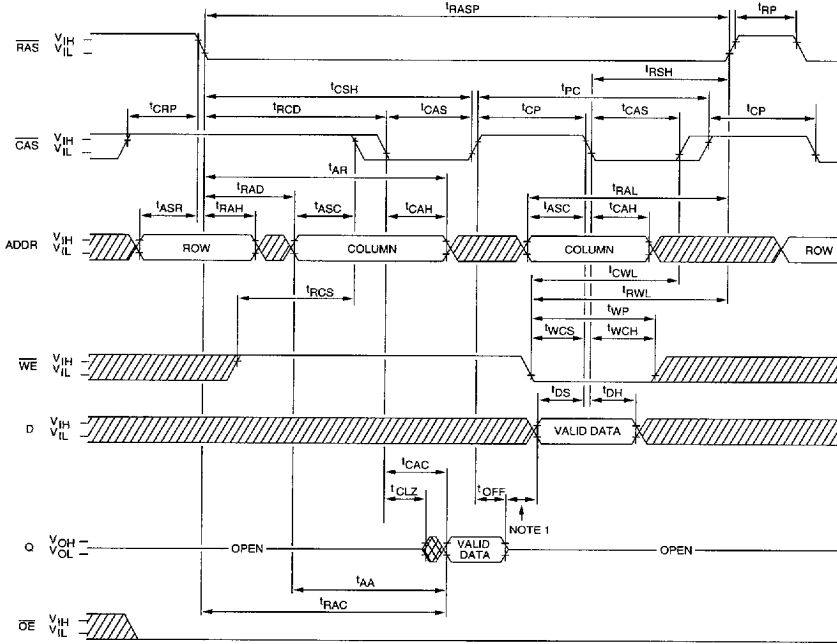 tRASP tRP
RAS VIH VIL
tRSH
tCSH tPC
tCRP tRCD tCAS tCP tCAS tCP
CAS VIH VIL
tAR
tRAD tRAL
tASR tRAH tASC tCAH tASC tCAH
ADDR VIH VIL ROW COLUMN COLUMN ROW
tCWL
tRCS tRWL
tWP
tWCS tWCH
WE VIH VIL
tDS tDH
D VIH VIL VALID DATA
tCAC
tCLZ tOFF
NOTE 1
Q VOH VOL OPEN VALID DATA OPEN
tAA
tRAC
OE VIH VIL